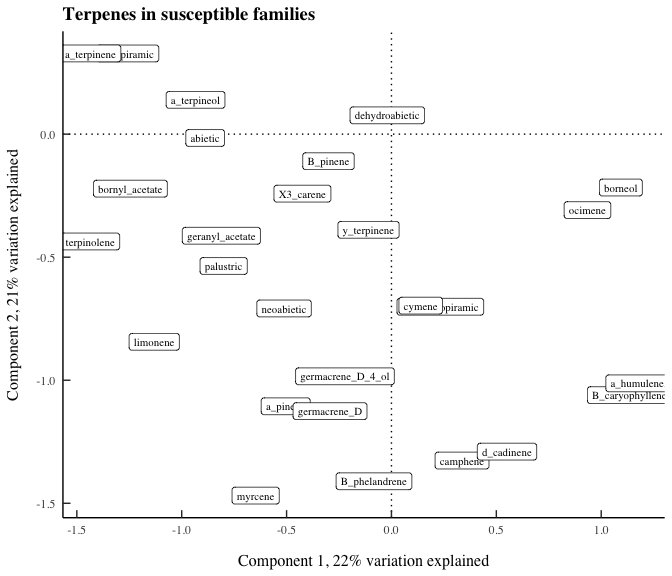 Terpenes in susceptible families
a_terpinene
piramic
a_terpineol
dehydroabietic
0.0
abietic
B_pinene
bornyl_acetate
X3_carene
borneol
ocimene
y_terpinene
geranyl_acetate
terpinolene
-0.5
palustric
neoabietic
cymene
opiramic
limonene
germacrene_D_4_ol
-1.0
a_humulene
B_caryophyllene
a_pine
germacrene_D
d_cadinene
camphene
B_phelandrene
myrcene
-1.5
-1.5
-1.0
-0.5
0.0
0.5
1.0
Component 1, 22% variation explained
Component 2, 21% variation explained